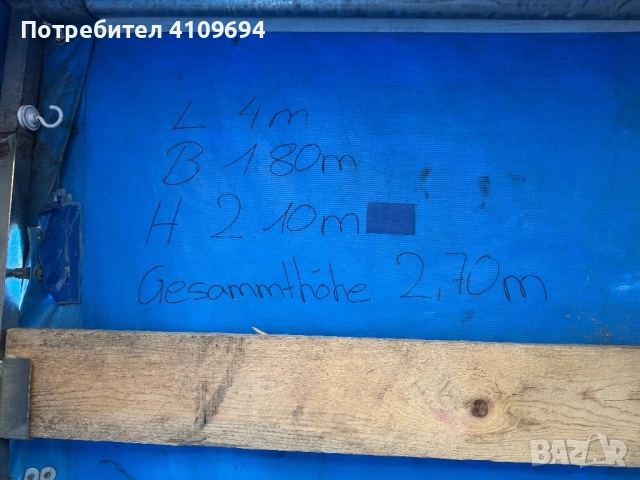 Потребител 4109694
L 4m
B 1.80m
H. 2 10m
Gesammthöhe 2,70m
BAZAR